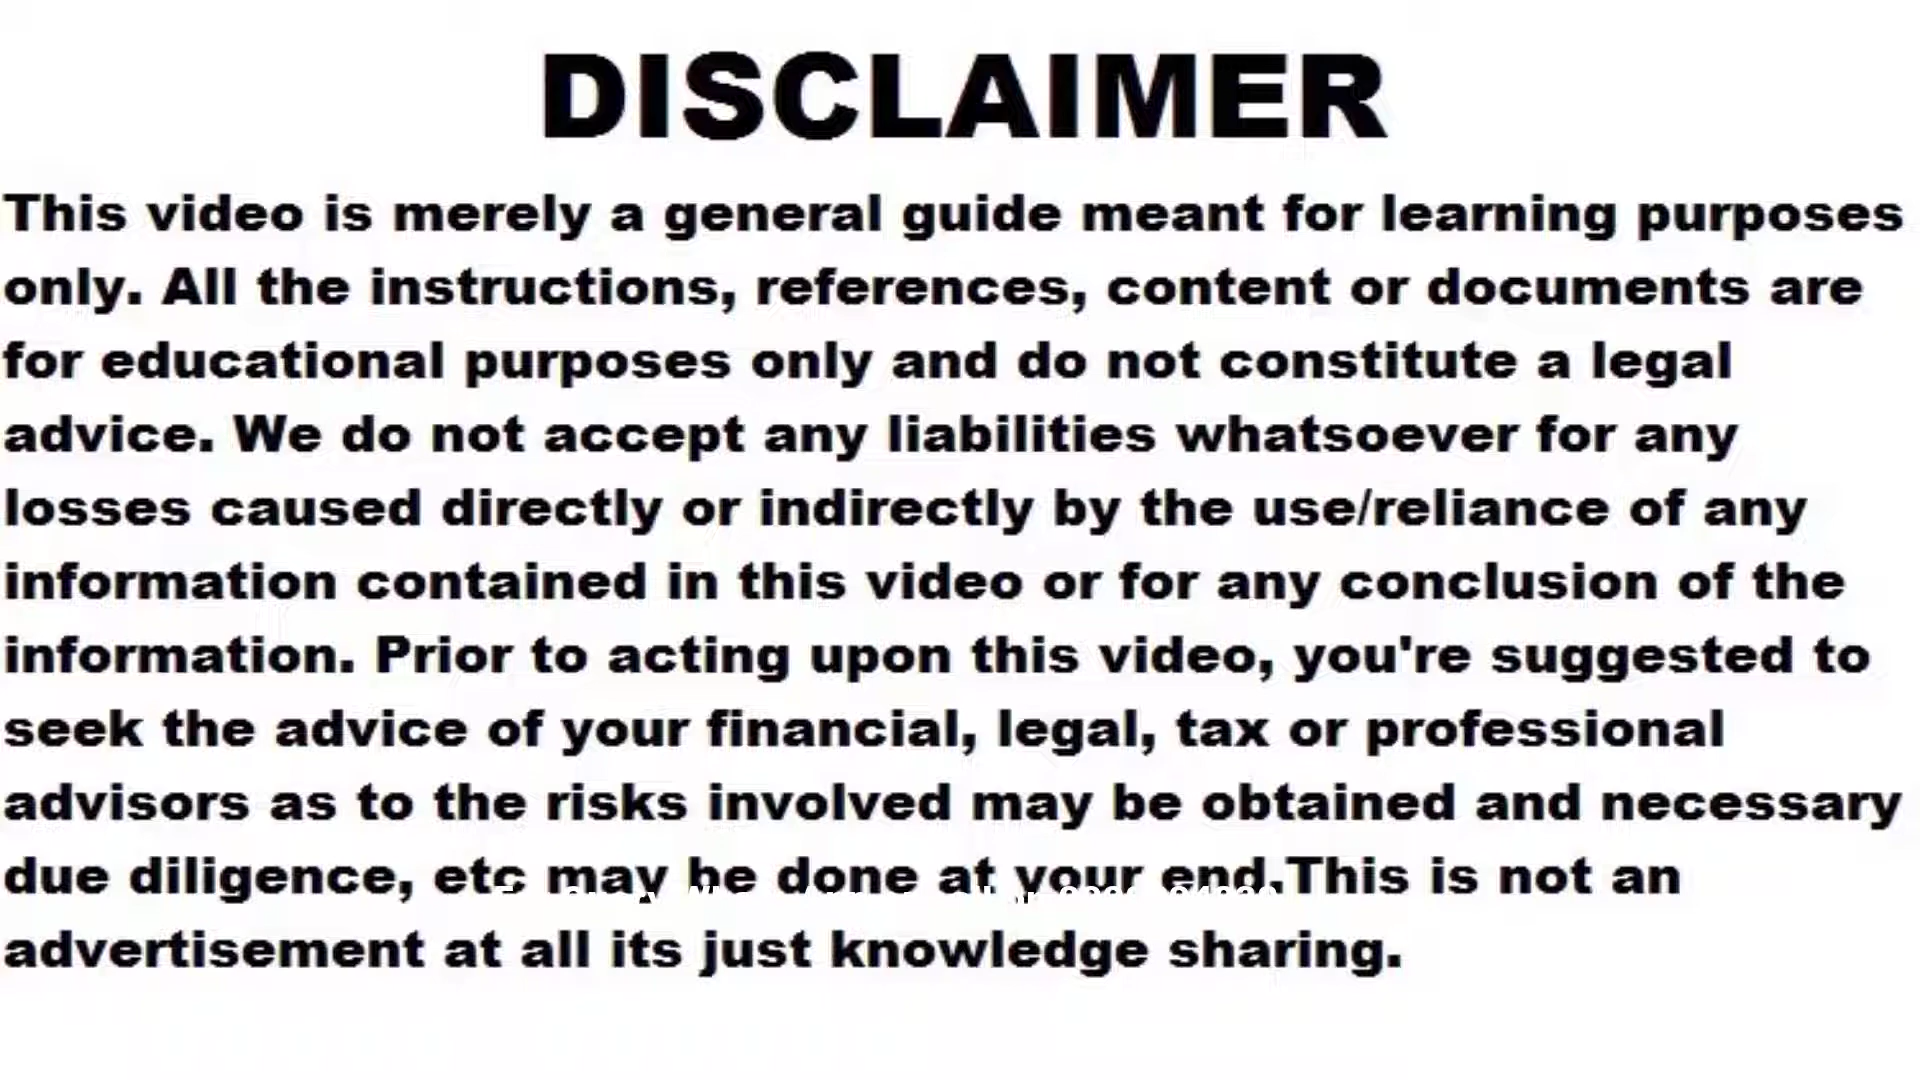 DISCLAIMER
This video is merely a general guide meant for learning purposes
only. All the instructions, references, content or documents are
for educational purposes only and do not constitute a legal
advice. We do not accept any liabilities whatsoever for any
losses caused directly or indirectly by the use/reliance of any
information contained in this video or for any conclusion of the
information. Prior to acting upon this video, you're suggested to
seek the advice of your financial, legal, tax or professional
advisors as to the risks involved may be obtained and necessary
due diligence, etc may be done at your end.This is not an
advertisement at all its just knowledge sharing.